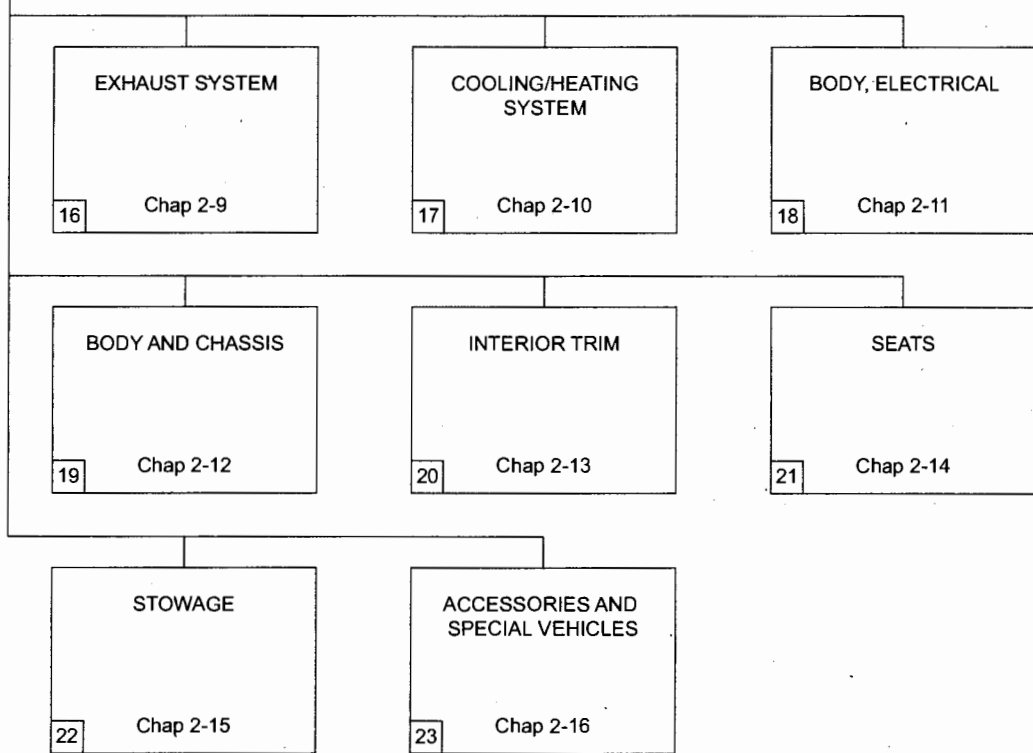 EXHAUST SYSTEM
Chap 2-9
16
COOLING/HEATING
SYSTEM
Chap 2-10
17
BODY, ELECTRICAL
Chap 2-11
18
BODY AND CHASSIS
Chap 2-12
19
INTERIOR TRIM
Chap 2-13
20
SEATS
Chap 2-14
21
STOWAGE
Chap 2-15
22
ACCESSORIES AND
SPECIAL VEHICLES
Chap 2-16
23